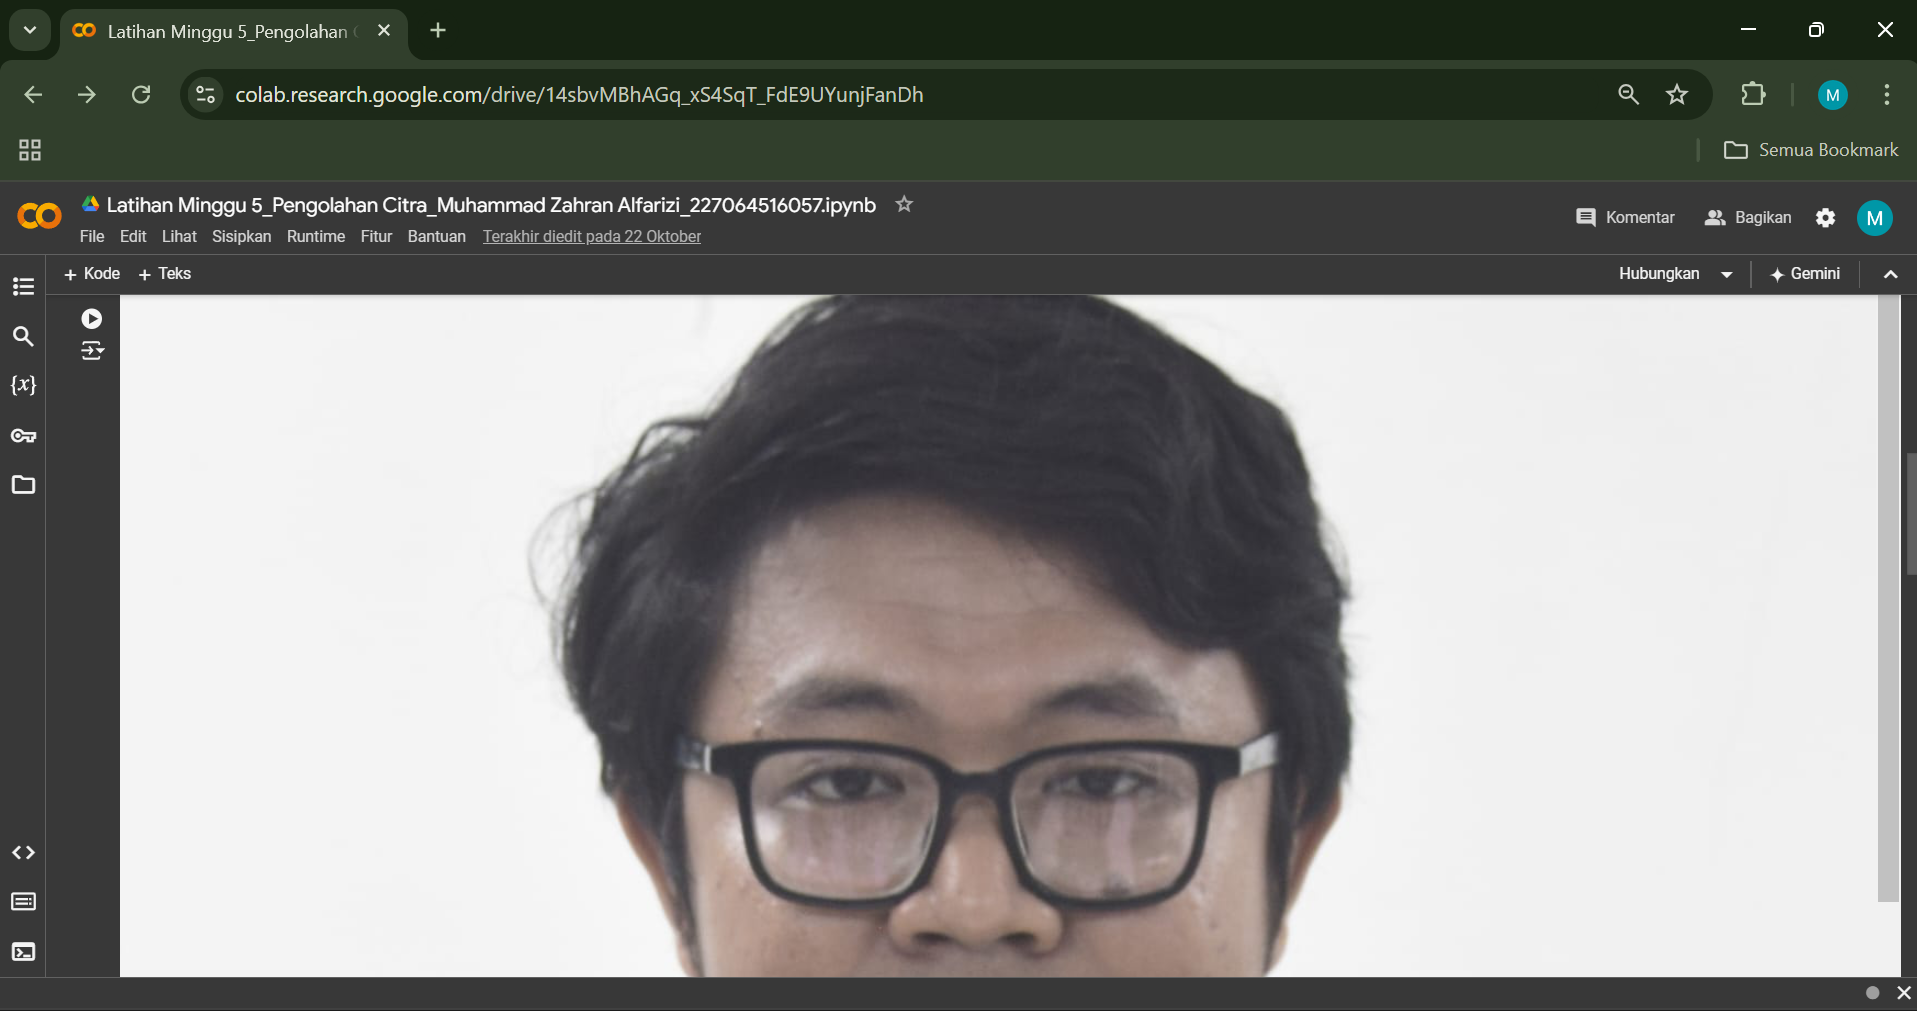 Latihan Minggu 5_Pengolahan
colab.research.google.com/drive/14sbvMBhAGq_xS4SqT_FdE9UYunjFanDh
M
Semua Bookmark
Latihan Minggu 5_Pengolahan Citra_Muhammad Zahran Alfarizi_227064516057.ipynb
File Edit Lihat Sisipkan Runtime Fitur Bantuan Terakhir diedit pada 22 Oktober
Komentar Bagikan M
+ Kode + Teks
Hubungkan Gemini
{x}